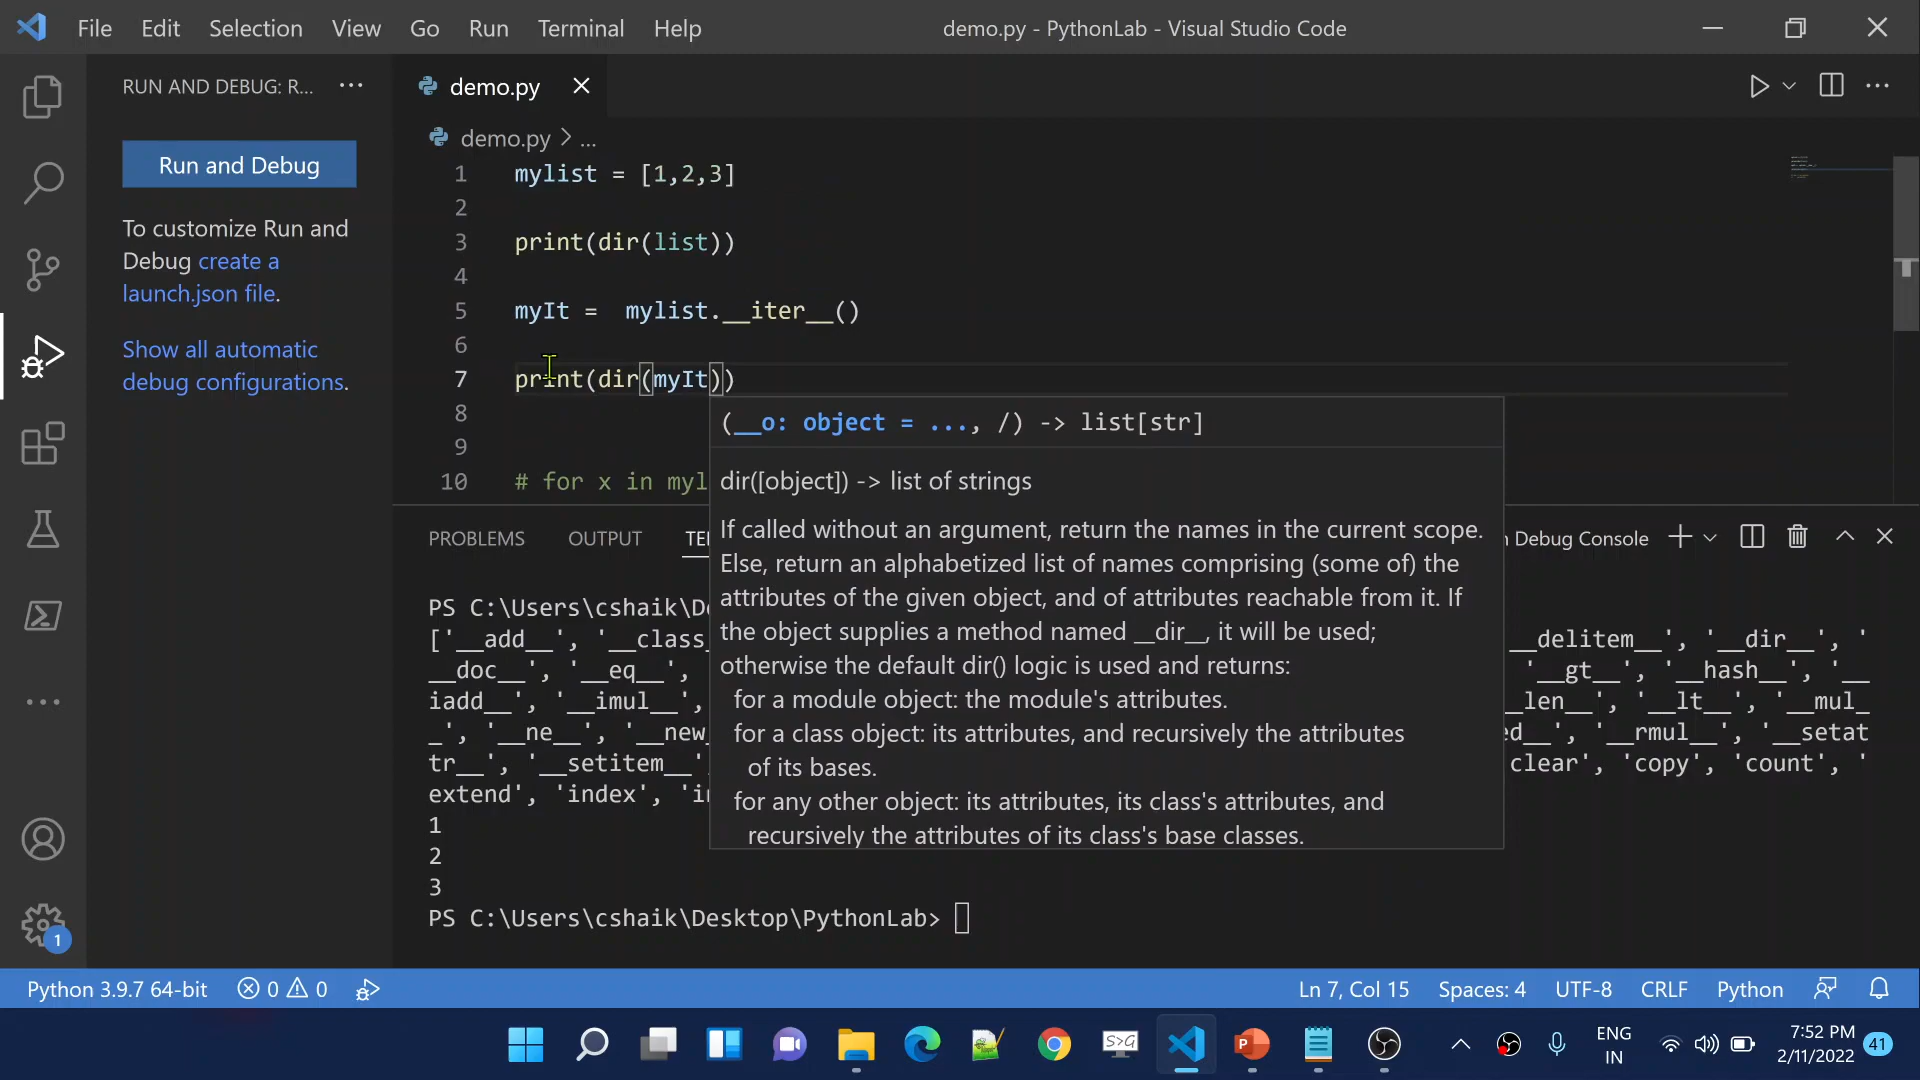 File Edit Selection View Go Run Terminal Help
demo.py - PythonLab - Visual Studio Code
RUN AND DEBUG: R... ...
demo.py
Run and Debug
To customize Run and
Debug create a
launch.json file.
Show all automatic
debug configurations.
demo.py > ...
1 mylist = [1,2,3]
2
3 print(dir(list))
4
5 myIt =  mylist.__iter__()
6
7 print(dir(myIt))
8
9
10 # for x in myl
(__o: object = ..., /) -> list[str]
dir([object]) -> list of strings
If called without an argument, return the names in the current scope.
Else, return an alphabetized list of names comprising (some of) the
attributes of the given object, and of attributes reachable from it. If
the object supplies a method named __dir__, it will be used;
otherwise the default dir() logic is used and returns:
for a module object: the module's attributes.
for a class object: its attributes, and recursively the attributes
of its bases.
for any other object: its attributes, its class's attributes, and
recursively the attributes of its class's base classes.
PROBLEMS OUTPUT TE Debug Console
PS C:\Users\cshaik\D
['__add__', '__class_ __delitem__', '__dir__', '
__doc__', '__eq__', '__gt__', '__hash__', '__
iadd__', '__imul__', __len__', '__lt__', '__mul_
_', '__ne__', '__new_ ed__', '__rmul__', '__setat
tr__', '__setitem__' clear', 'copy', 'count', '
extend', 'index', 'i
1
2
3
PS C:\Users\cshaik\Desktop\PythonLab>
1
Python 3.9.7 64-bit 0 0 Ln 7, Col 15 Spaces: 4 UTF-8 CRLF Python
S>G
ENG
IN
7:52 PM
2/11/2022
41